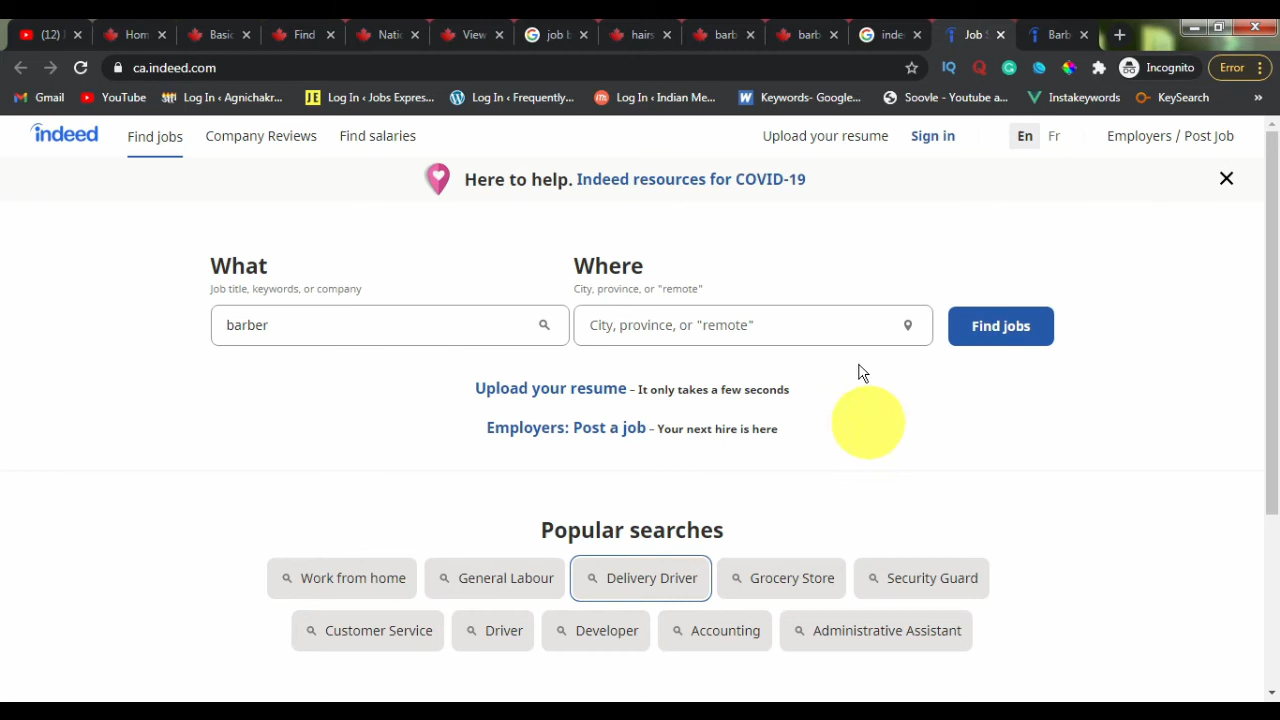 (12)
Hom
Basic
Find
Natio
View
job b
hairs
barb
barb
inde
Job S
Barb
ca.indeed.com
Incognito
Error
Gmail
YouTube
Log In ‹ Agnichakr...
Log In ‹ Jobs Expres...
Log In ‹ Frequently...
Log In ‹ Indian Me...
Keywords- Google...
Soovle - Youtube a...
Instakeywords
KeySearch
»
indeed
Find jobs
Company Reviews
Find salaries
Upload your resume
Sign in
En
Fr
Employers / Post Job
Here to help. Indeed resources for COVID-19
What
Where
Job title, keywords, or company
City, province, or "remote"
barber
City, province, or "remote"
Find jobs
Upload your resume – It only takes a few seconds
Employers: Post a job – Your next hire is here
Popular searches
Work from home
General Labour
Delivery Driver
Grocery Store
Security Guard
Customer Service
Driver
Developer
Accounting
Administrative Assistant